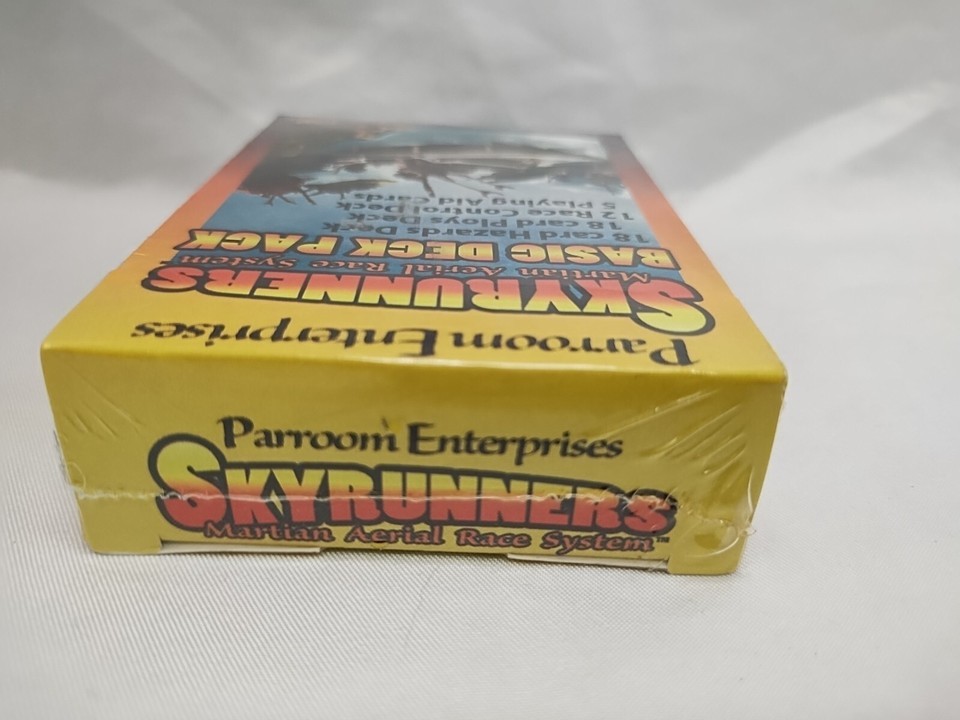 Parroom Enterprises
SKYRUNNERS
Martian Aerial Race System
BASIC DECK PACK
18 card Hazards Deck
18 card Ploys Deck
12 Race Control Deck
5 Playing Aid Cards
Parroom Enterprises
SKYRUNNERS
Martian Aerial Race System™